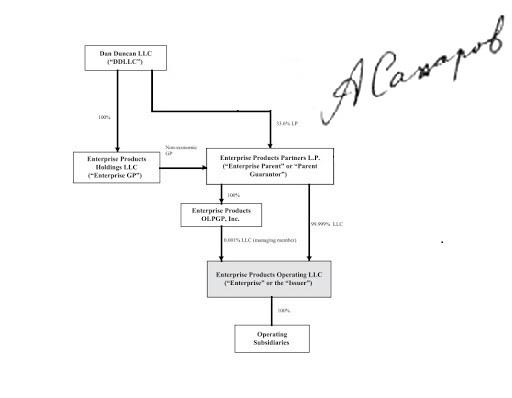 А Сахаров
Dan Duncan LLC
("DDLLC")
100%
33.6% LP
Non-economic
GP
Enterprise Products
Holdings LLC
("Enterprise GP")
Enterprise Products Partners L.P.
("Enterprise Parent" or "Parent
Guarantor")
100%
Enterprise Products
OLPGP, Inc.
0.001% LLC (managing member)
99.999% LLC
Enterprise Products Operating LLC
("Enterprise" or the "Issuer")
100%
Operating
Subsidiaries